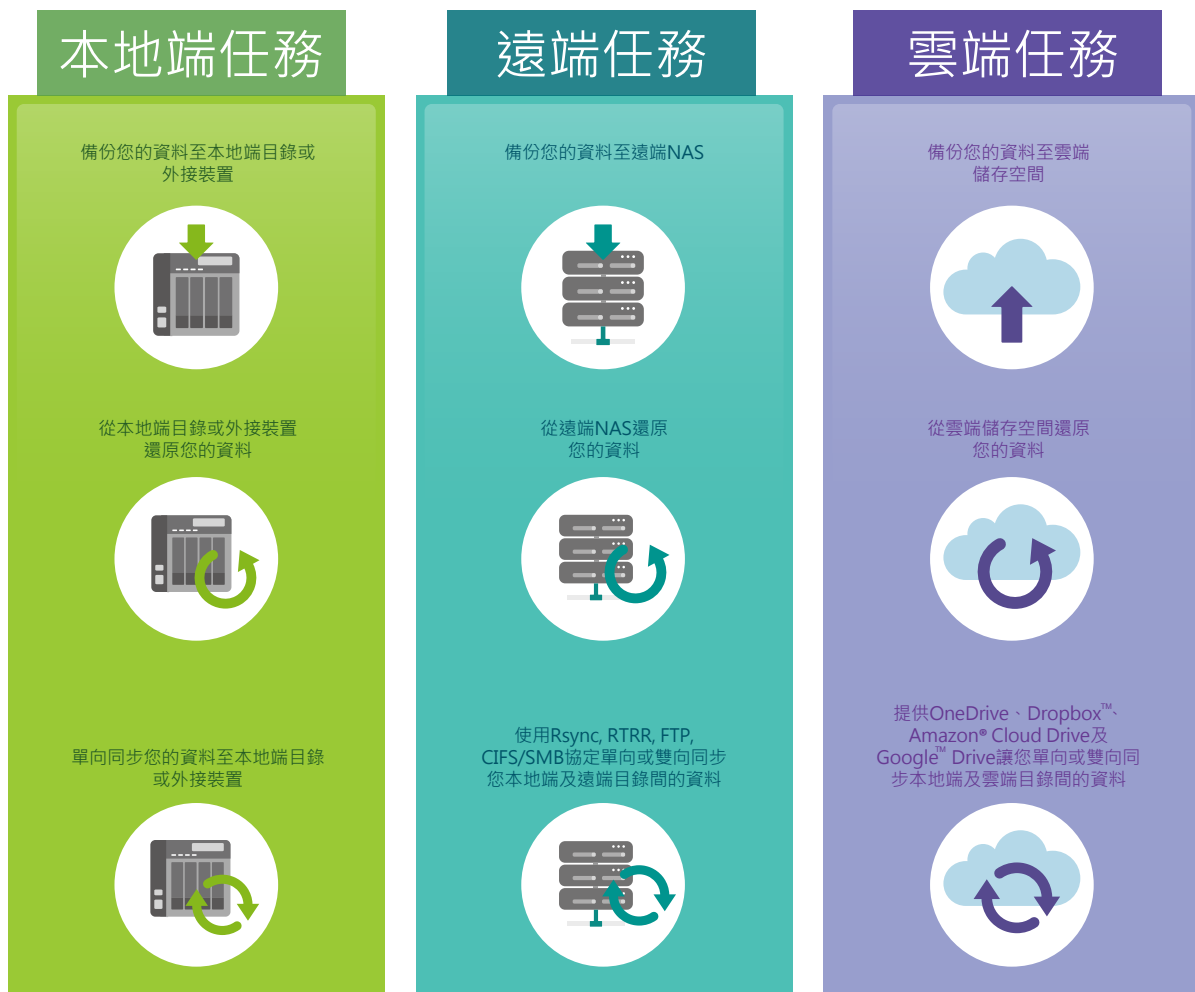 本地端任務
備份您的資料至本地端目錄或
外接裝置
從本地端目錄或外接裝置
還原您的資料
單向同步您的資料至本地端目錄
或外接裝置
遠端任務
備份您的資料至遠端NAS
從遠端NAS還原
您的資料
使用Rsync, RTRR, FTP,
CIFS/SMB協定單向或雙向同步
您本地端及遠端目錄間的資料
雲端任務
備份您的資料至雲端
儲存空間
從雲端儲存空間還原
您的資料
提供OneDrive、Dropbox™、
Amazon® Cloud Drive及
Google™ Drive讓您單向或雙向同
步本地端及雲端目錄間的資料